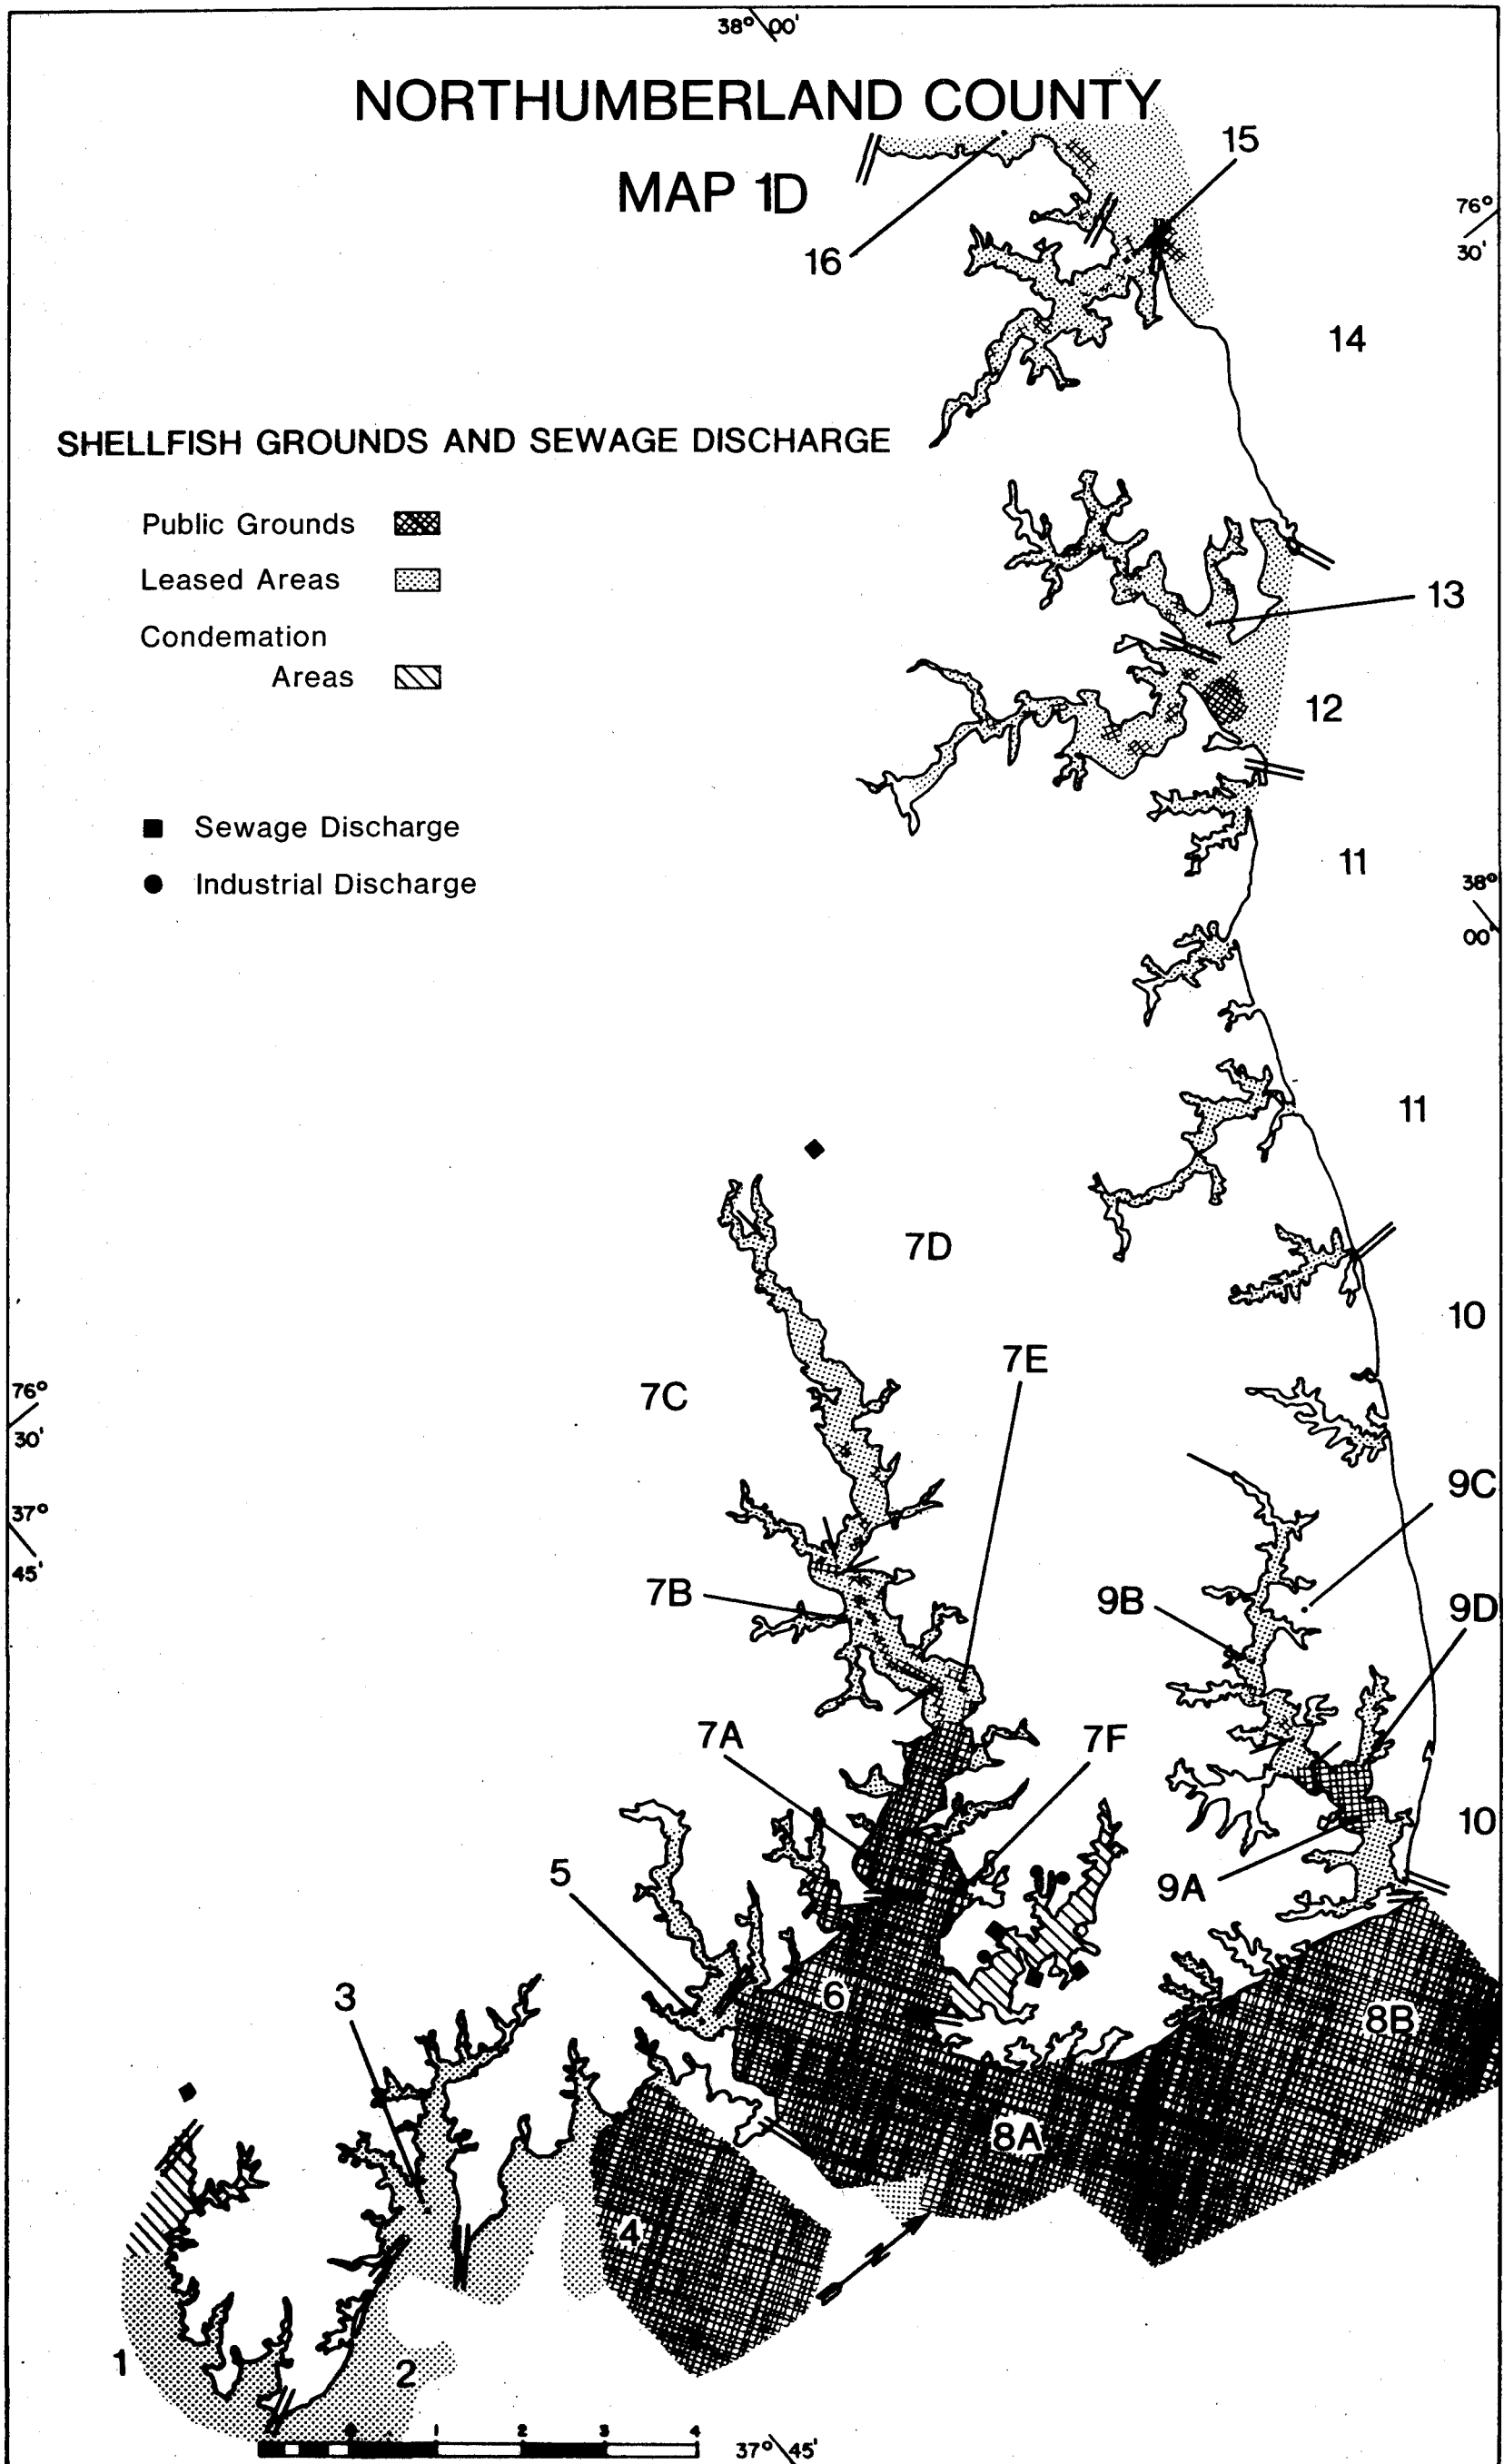 38° 00'
NORTHUMBERLAND COUNTY
MAP 1D
15
16
76°
30'
14
SHELLFISH GROUNDS AND SEWAGE DISCHARGE
Public Grounds
Leased Areas
Condemation
Areas
13
12
Sewage Discharge
Industrial Discharge
11
38°
00'
11
7D
10
7E
7C
76°
30'
9C
37°
45'
7B
9B
9D
7A
7F
10
5
9A
3
6
8B
8A
4
N
1
2
1 2 3 4
37° 45'